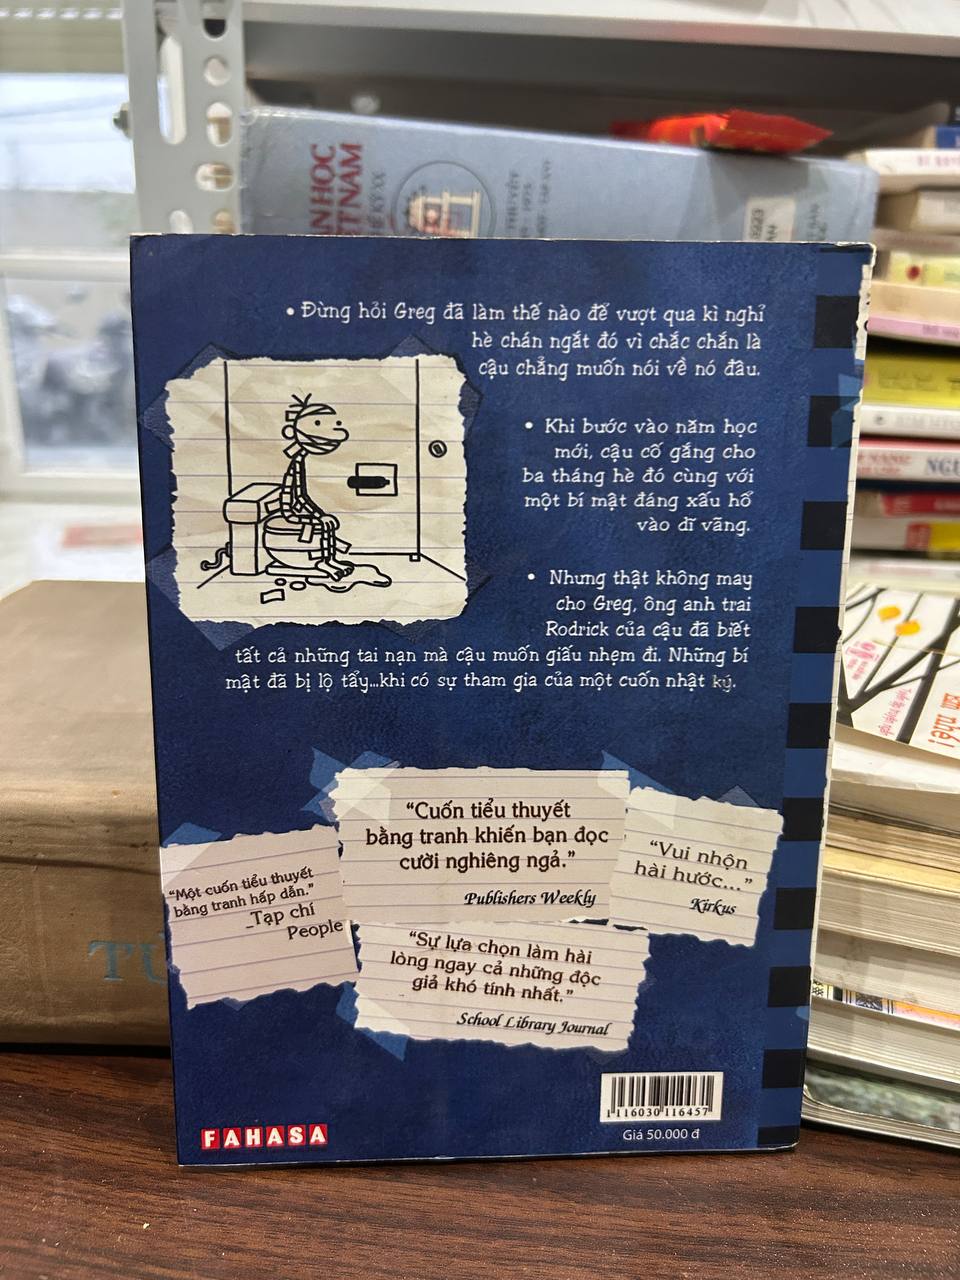 • Đừng hỏi Greg đã làm thế nào để vượt qua kì nghỉ
hè chán ngắt đó vì chắc chắn là
cậu chẳng muốn nói về nó đâu.
• Khi bước vào năm học
mới, cậu cố gắng cho
ba tháng hè đó cùng với
một bí mật đáng xấu hổ
vào dĩ vãng.
• Nhưng thật không may
cho Greg, ông anh trai
Rodrick của cậu đã biết
tất cả những tai nạn mà cậu muốn giấu nhẹm đi. Những bí
mật đã bị lộ tẩy...khi có sự tham gia của một cuốn nhật ký.
“Cuốn tiểu thuyết
bằng tranh khiến bạn đọc
cười nghiêng ngả.”
Publishers Weekly
“Vui nhộn
hài hước...”
Kirkus
“Một cuốn tiểu thuyết
bằng tranh hấp dẫn.”
_Tạp chí
People
“Sự lựa chọn làm hài
lòng ngay cả những độc
giả khó tính nhất.”
School Library Journal
1 116030 116457
Giá 50.000 đ
FAHASA